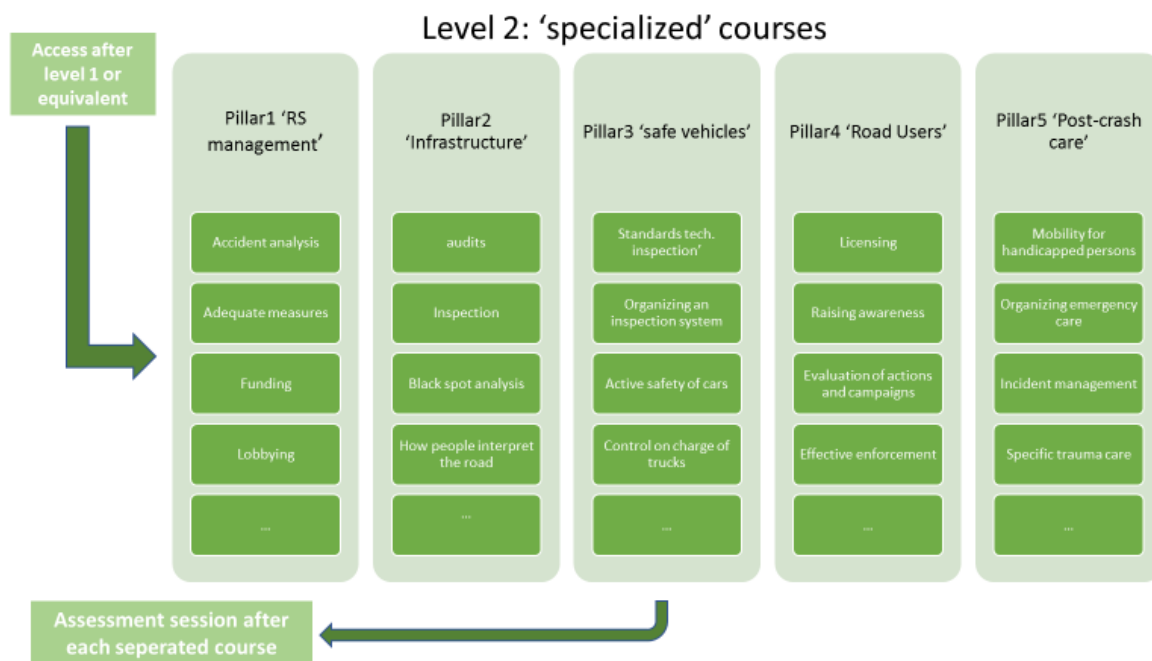 Level 2: ‘specialized’ courses
Access after
level 1 or
equivalent
Pillar1 ‘RS
management’
Accident analysis
Adequate measures
Funding
Lobbying
...
Pillar2
‘Infrastructure’
audits
Inspection
Black spot analysis
How people interpret
the road
...
Pillar3 ‘safe vehicles’
Standards tech.
inspection’
Organizing an
inspection system
Active safety of cars
Control on charge of
trucks
...
Pillar4 ‘Road Users’
Licensing
Raising awareness
Evaluation of actions
and campaigns
Effective enforcement
...
Pillar5 ‘Post-crash
care’
Mobility for
handicapped persons
Organizing emergency
care
Incident management
Specific trauma care
...
Assessment session after
each seperated course